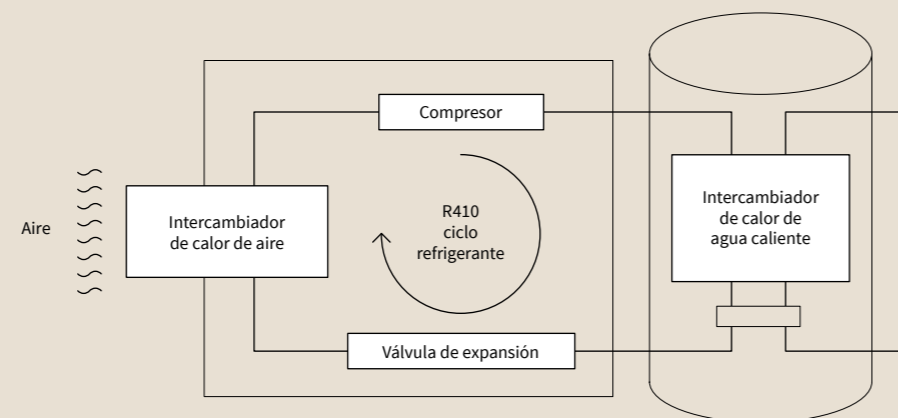 Compresor
Aire
Intercambiador
de calor de aire
R410
ciclo
refrigerante
Intercambiador
de calor de
agua caliente
Válvula de expansión